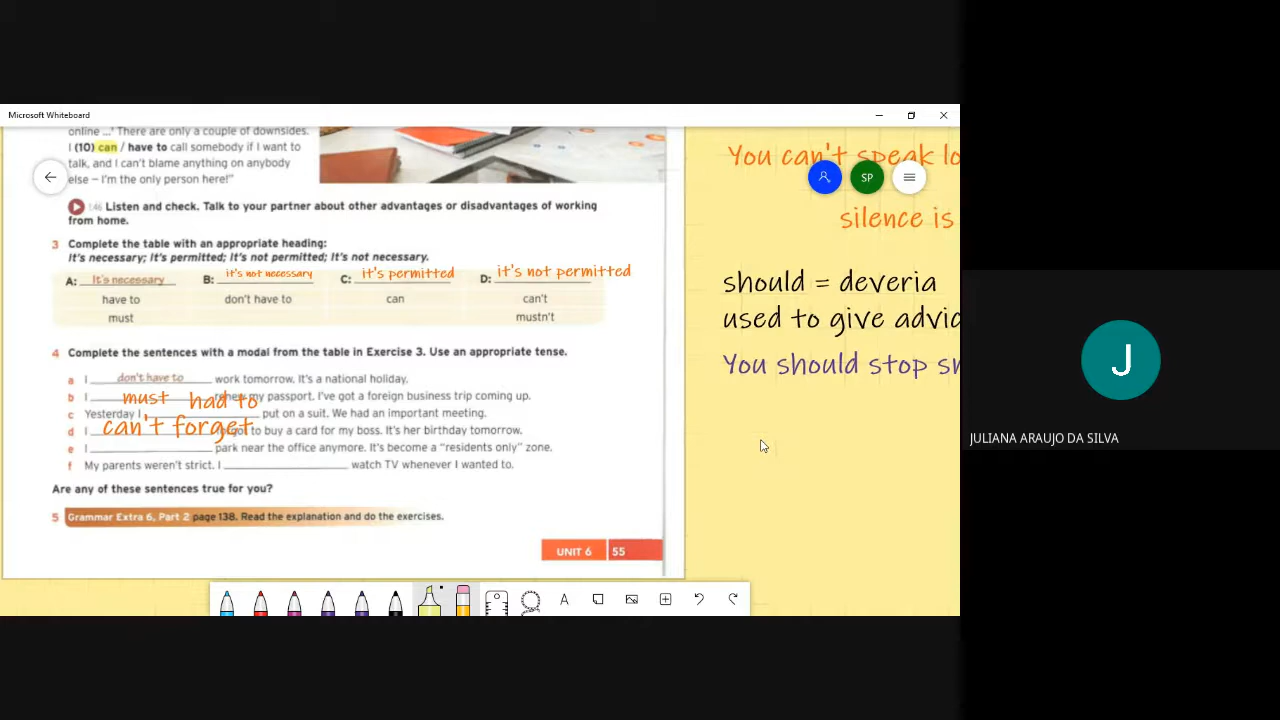 Microsoft Whiteboard
online ...' There are only a couple of downsides.
I (10) can / have to call somebody if I want to
talk, and I can't blame anything on anybody
else – I'm the only person here!"
1.46 Listen and check. Talk to your partner about other advantages or disadvantages of working
from home.
3 Complete the table with an appropriate heading:
It's necessary; It's permitted; It's not permitted; It's not necessary.
A: It's necessary B: it's not necessary C: it's permitted D: it's not permitted
have to don't have to can can't
must mustn't
4 Complete the sentences with a modal from the table in Exercise 3. Use an appropriate tense.
a I don't have to work tomorrow. It's a national holiday.
b I must my passport. I've got a foreign business trip coming up.
c Yesterday I had to put on a suit. We had an important meeting.
d I can't forget to buy a card for my boss. It's her birthday tomorrow.
e I park near the office anymore. It's become a "residents only" zone.
f My parents weren't strict. I watch TV whenever I wanted to.
Are any of these sentences true for you?
5 Grammar Extra 6, Part 2 page 138. Read the explanation and do the exercises.
UNIT 6 55
You can't speak lo
SP
silence is
should = deveria
used to give advic
You should stop sm
A
J
JULIANA ARAUJO DA SILVA